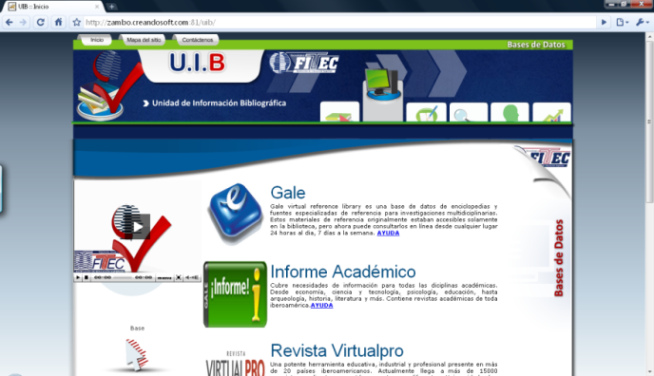 UIB :: Inicio
http://zambo.creandosoft.com:81/uib/
Inicio
Mapa del sitio
Contáctenos
Bases de Datos
U.I.B
FITEC
Unidad de Información Bibliográfica
FITEC
Gale
Gale virtual reference library es una base de datos de enciclopedias y
fuentes especializadas de referencia para investigaciones multidiciplinarias.
Estos materiales de referencia originalmente estaban accesibles solamente
en la biblioteca, pero ahora puede consultarlos en línea desde cualquier lugar
24 horas al día, 7 días a la semana. AYUDA
FITEC
Bases de Datos
GALE
¡Informe!
Informe Académico
Cubre necesidades de información para todas las diciplinas académicas.
Desde economía, ciencia y tecnología, psicología, educación, hasta
arqueología, historia, literatura y más. Contiene revistas académicas de toda
iberoamérica.AYUDA
Base
REVISTA
VIRTUALPRO
Revista Virtualpro
Una potente herramienta educativa, industrial y profesional presente en más
de 20 países iberoamericanos. Actualmente llega a más de 15000